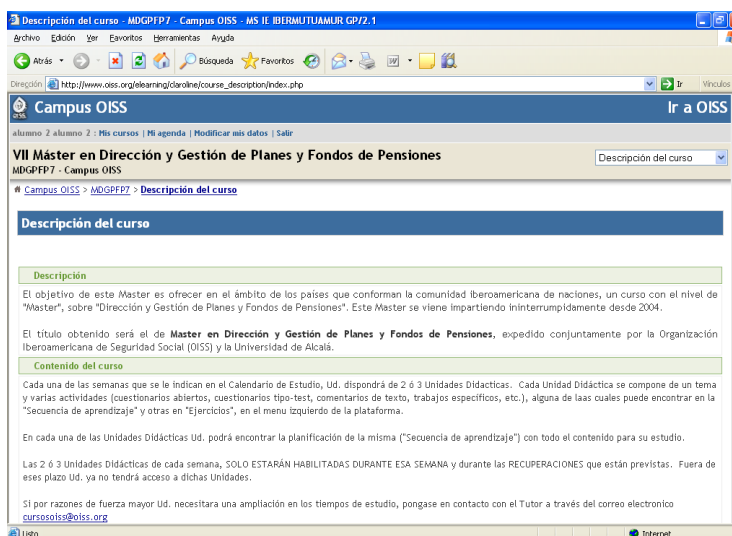 Descripción del curso - MDGPFP7 - Campus OISS - MS IE IBERMUTUAMUR GP/2.1
Archivo Edición Ver Favoritos Herramientas Ayuda
Atrás Búsqueda Favoritos
Dirección http://www.oiss.org/elearning/claroline/course_description/index.php Ir Vínculos
Campus OISS Ir a OISS
alumno 2 alumno 2 : Mis cursos | Mi agenda | Modificar mis datos | Salir
VII Máster en Dirección y Gestión de Planes y Fondos de Pensiones
MDGPFP7 - Campus OISS
Descripción del curso
Campus OISS > MDGPFP7 > Descripción del curso
Descripción del curso
Descripción
El objetivo de este Master es ofrecer en el ámbito de los países que conforman la comunidad iberoamericana de naciones, un curso con el nivel de
"Master", sobre "Dirección y Gestión de Planes y Fondos de Pensiones". Este Master se viene impartiendo ininterrumpidamente desde 2004.
El título obtenido será el de Master en Dirección y Gestión de Planes y Fondos de Pensiones, expedido conjuntamente por la Organización
Iberoamericana de Seguridad Social (OISS) y la Universidad de Alcalá.
Contenido del curso
Cada una de las semanas que se le indican en el Calendario de Estudio, Ud. dispondrá de 2 ó 3 Unidades Didacticas. Cada Unidad Didáctica se compone de un tema
y varias actividades (cuestionarios abiertos, cuestionarios tipo-test, comentarios de texto, trabajos específicos, etc.), alguna de laas cuales puede encontrar en la
"Secuencia de aprendizaje" y otras en "Ejercicios", en el menu izquierdo de la plataforma.
En cada una de las Unidades Didácticas Ud. podrá encontrar la planificación de la misma ("Secuencia de aprendizaje") con todo el contenido para su estudio.
Las 2 ó 3 Unidades Didácticas de cada semana, SOLO ESTARÁN HABILITADAS DURANTE ESA SEMANA y durante las RECUPERACIONES que están previstas. Fuera de
eses plazo Ud. ya no tendrá acceso a dichas Unidades.
Si por razones de fuerza mayor Ud. necesitara una ampliación en los tiempos de estudio, pongase en contacto con el Tutor a través del correo electronico
cursosoiss@oiss.org
Listo Internet